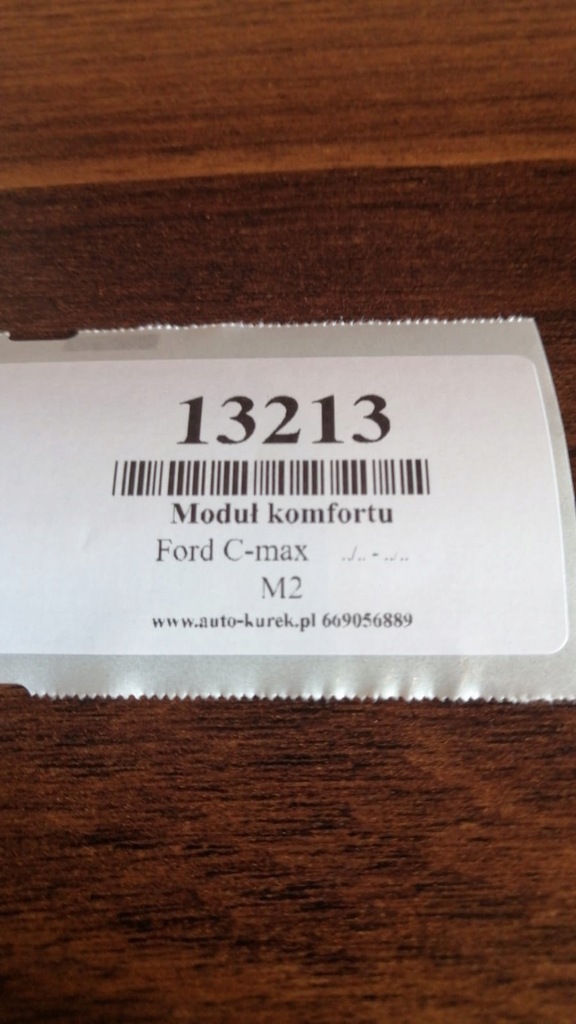 13213
Moduł komfortu
Ford C-max ../.. - ../..
M2
www.auto-kurek.pl 669056889